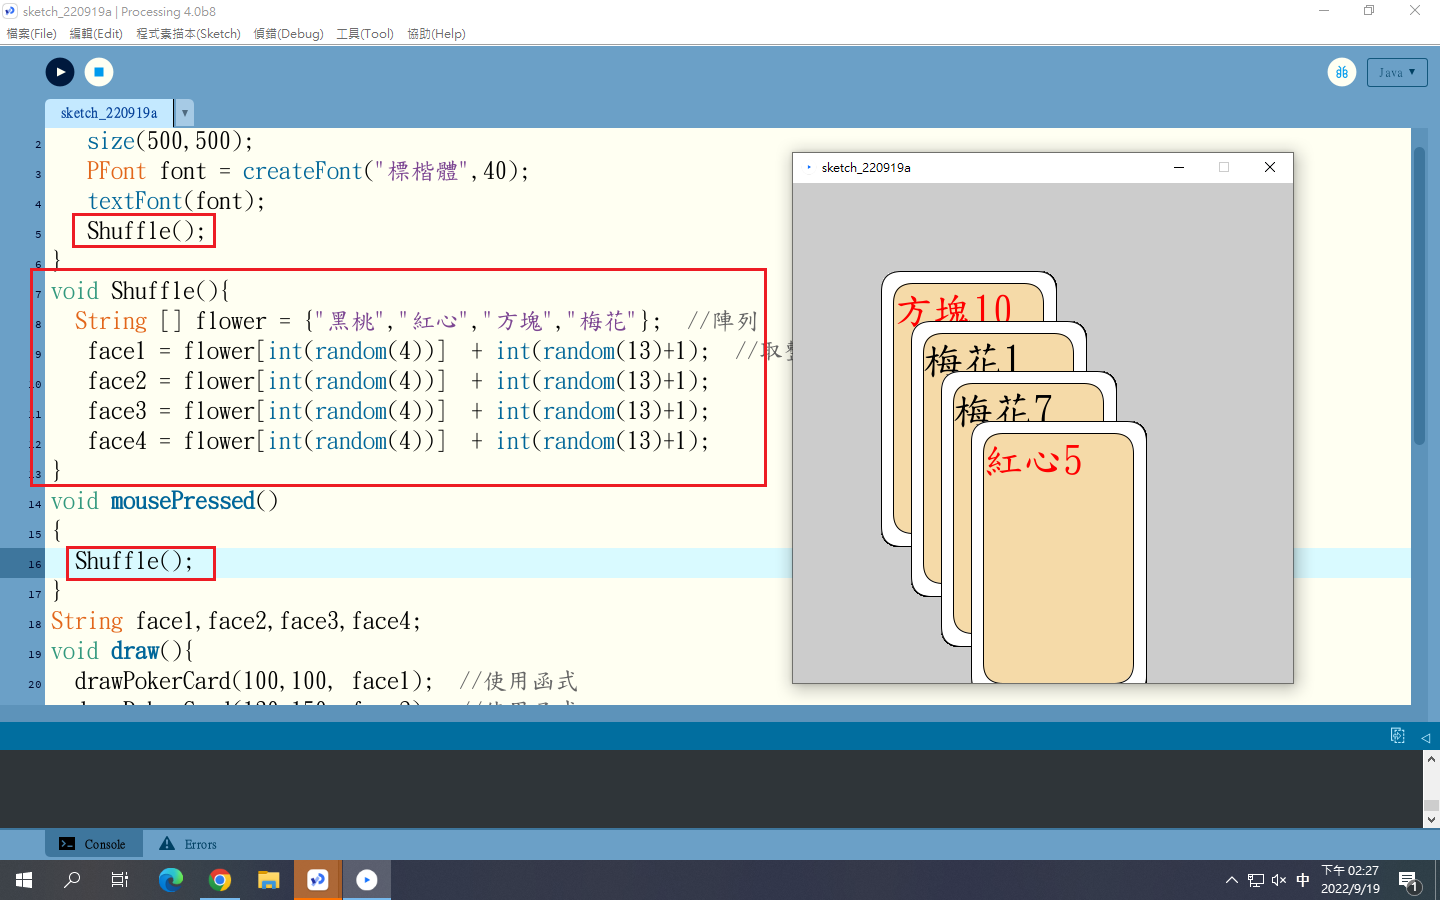 sketch_220919a | Processing 4.0b8
檔案(File) 編輯(Edit) 程式素描本(Sketch) 偵錯(Debug) 工具(Tool) 協助(Help)
Java ▼
sketch_220919a ▼
2 size(500,500);
3 PFont font = createFont("標楷體",40);
4 textFont(font);
5 Shuffle();
6 }
7 void Shuffle(){
8 String [] flower = {"黑桃","紅心","方塊","梅花"}; //陣列
9 face1 = flower[int(random(4))] + int(random(13)+1); //取整
10 face2 = flower[int(random(4))] + int(random(13)+1);
11 face3 = flower[int(random(4))] + int(random(13)+1);
12 face4 = flower[int(random(4))] + int(random(13)+1);
13 }
14 void mousePressed()
15 {
16 Shuffle();
17 }
18 String face1,face2,face3,face4;
19 void draw(){
20 drawPokerCard(100,100, face1); //使用函式
sketch_220919a
方塊10
梅花1
梅花7
紅心5
Console Errors
中
下午 02:27
2022/9/19
1